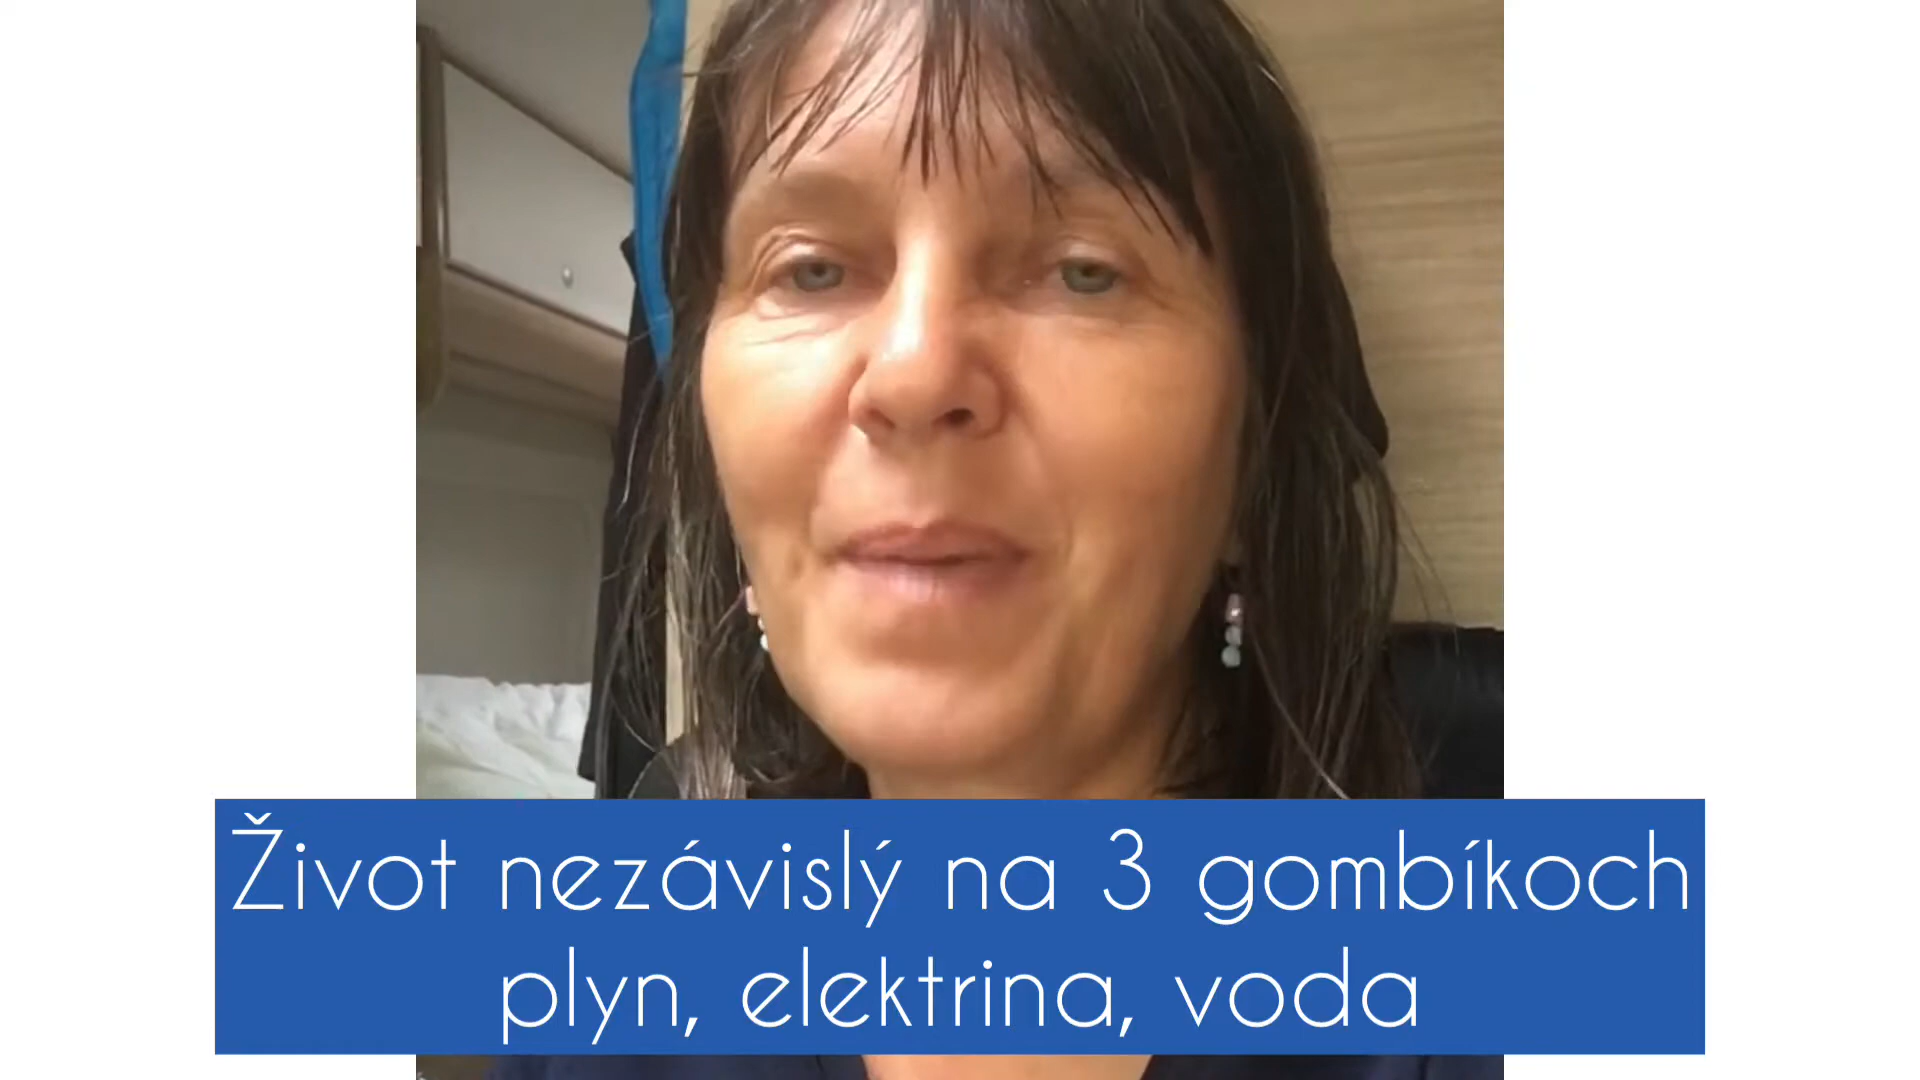 Život nezávislý na 3 gombíkoch
plyn, elektrina, voda